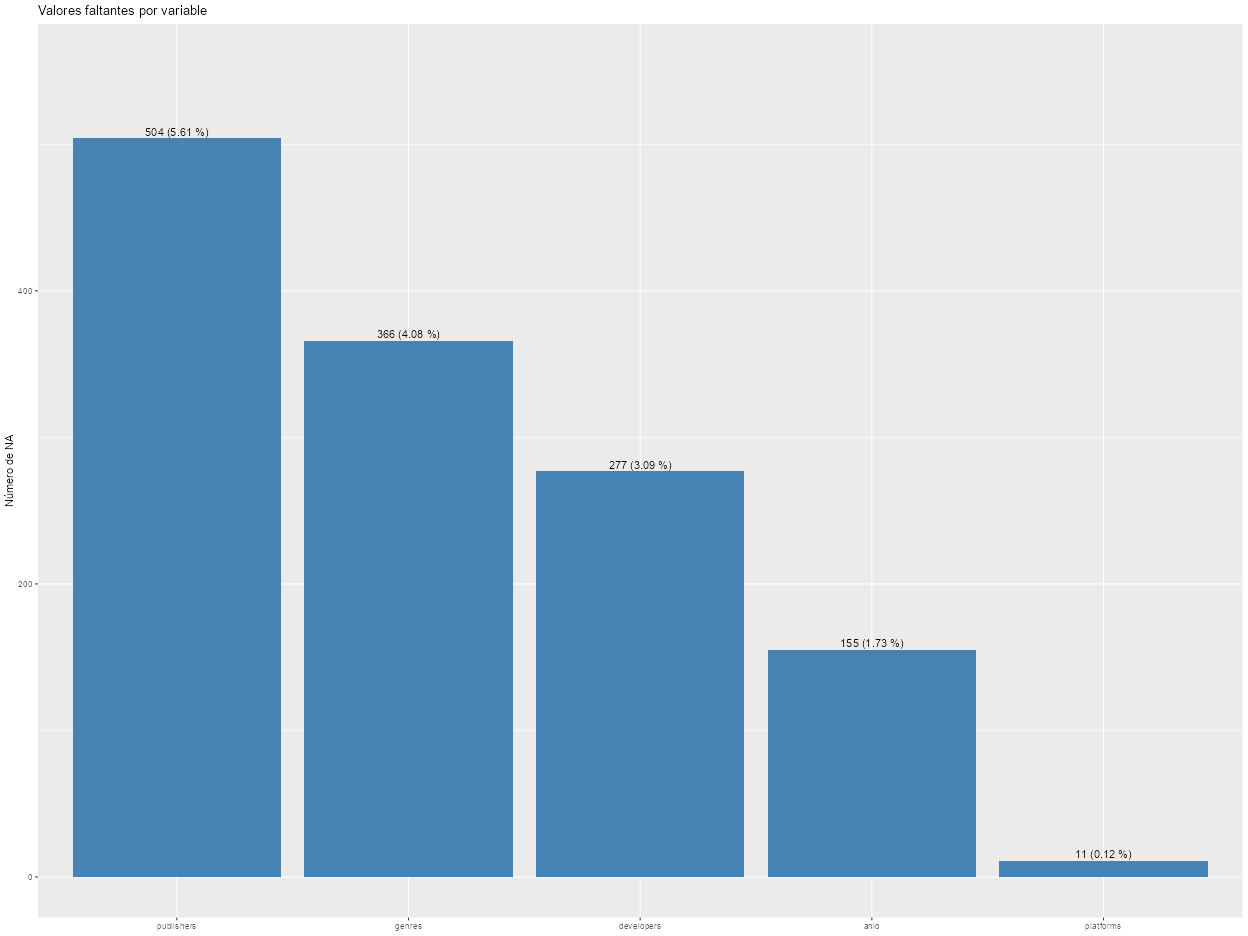 Valores faltantes por variable
504 (5.61 %)
366 (4.08 %)
277 (3.09 %)
155 (1.73 %)
11 (0.12 %)
Número de NA
400
200
0
publishers
genres
developers
anio
platforms